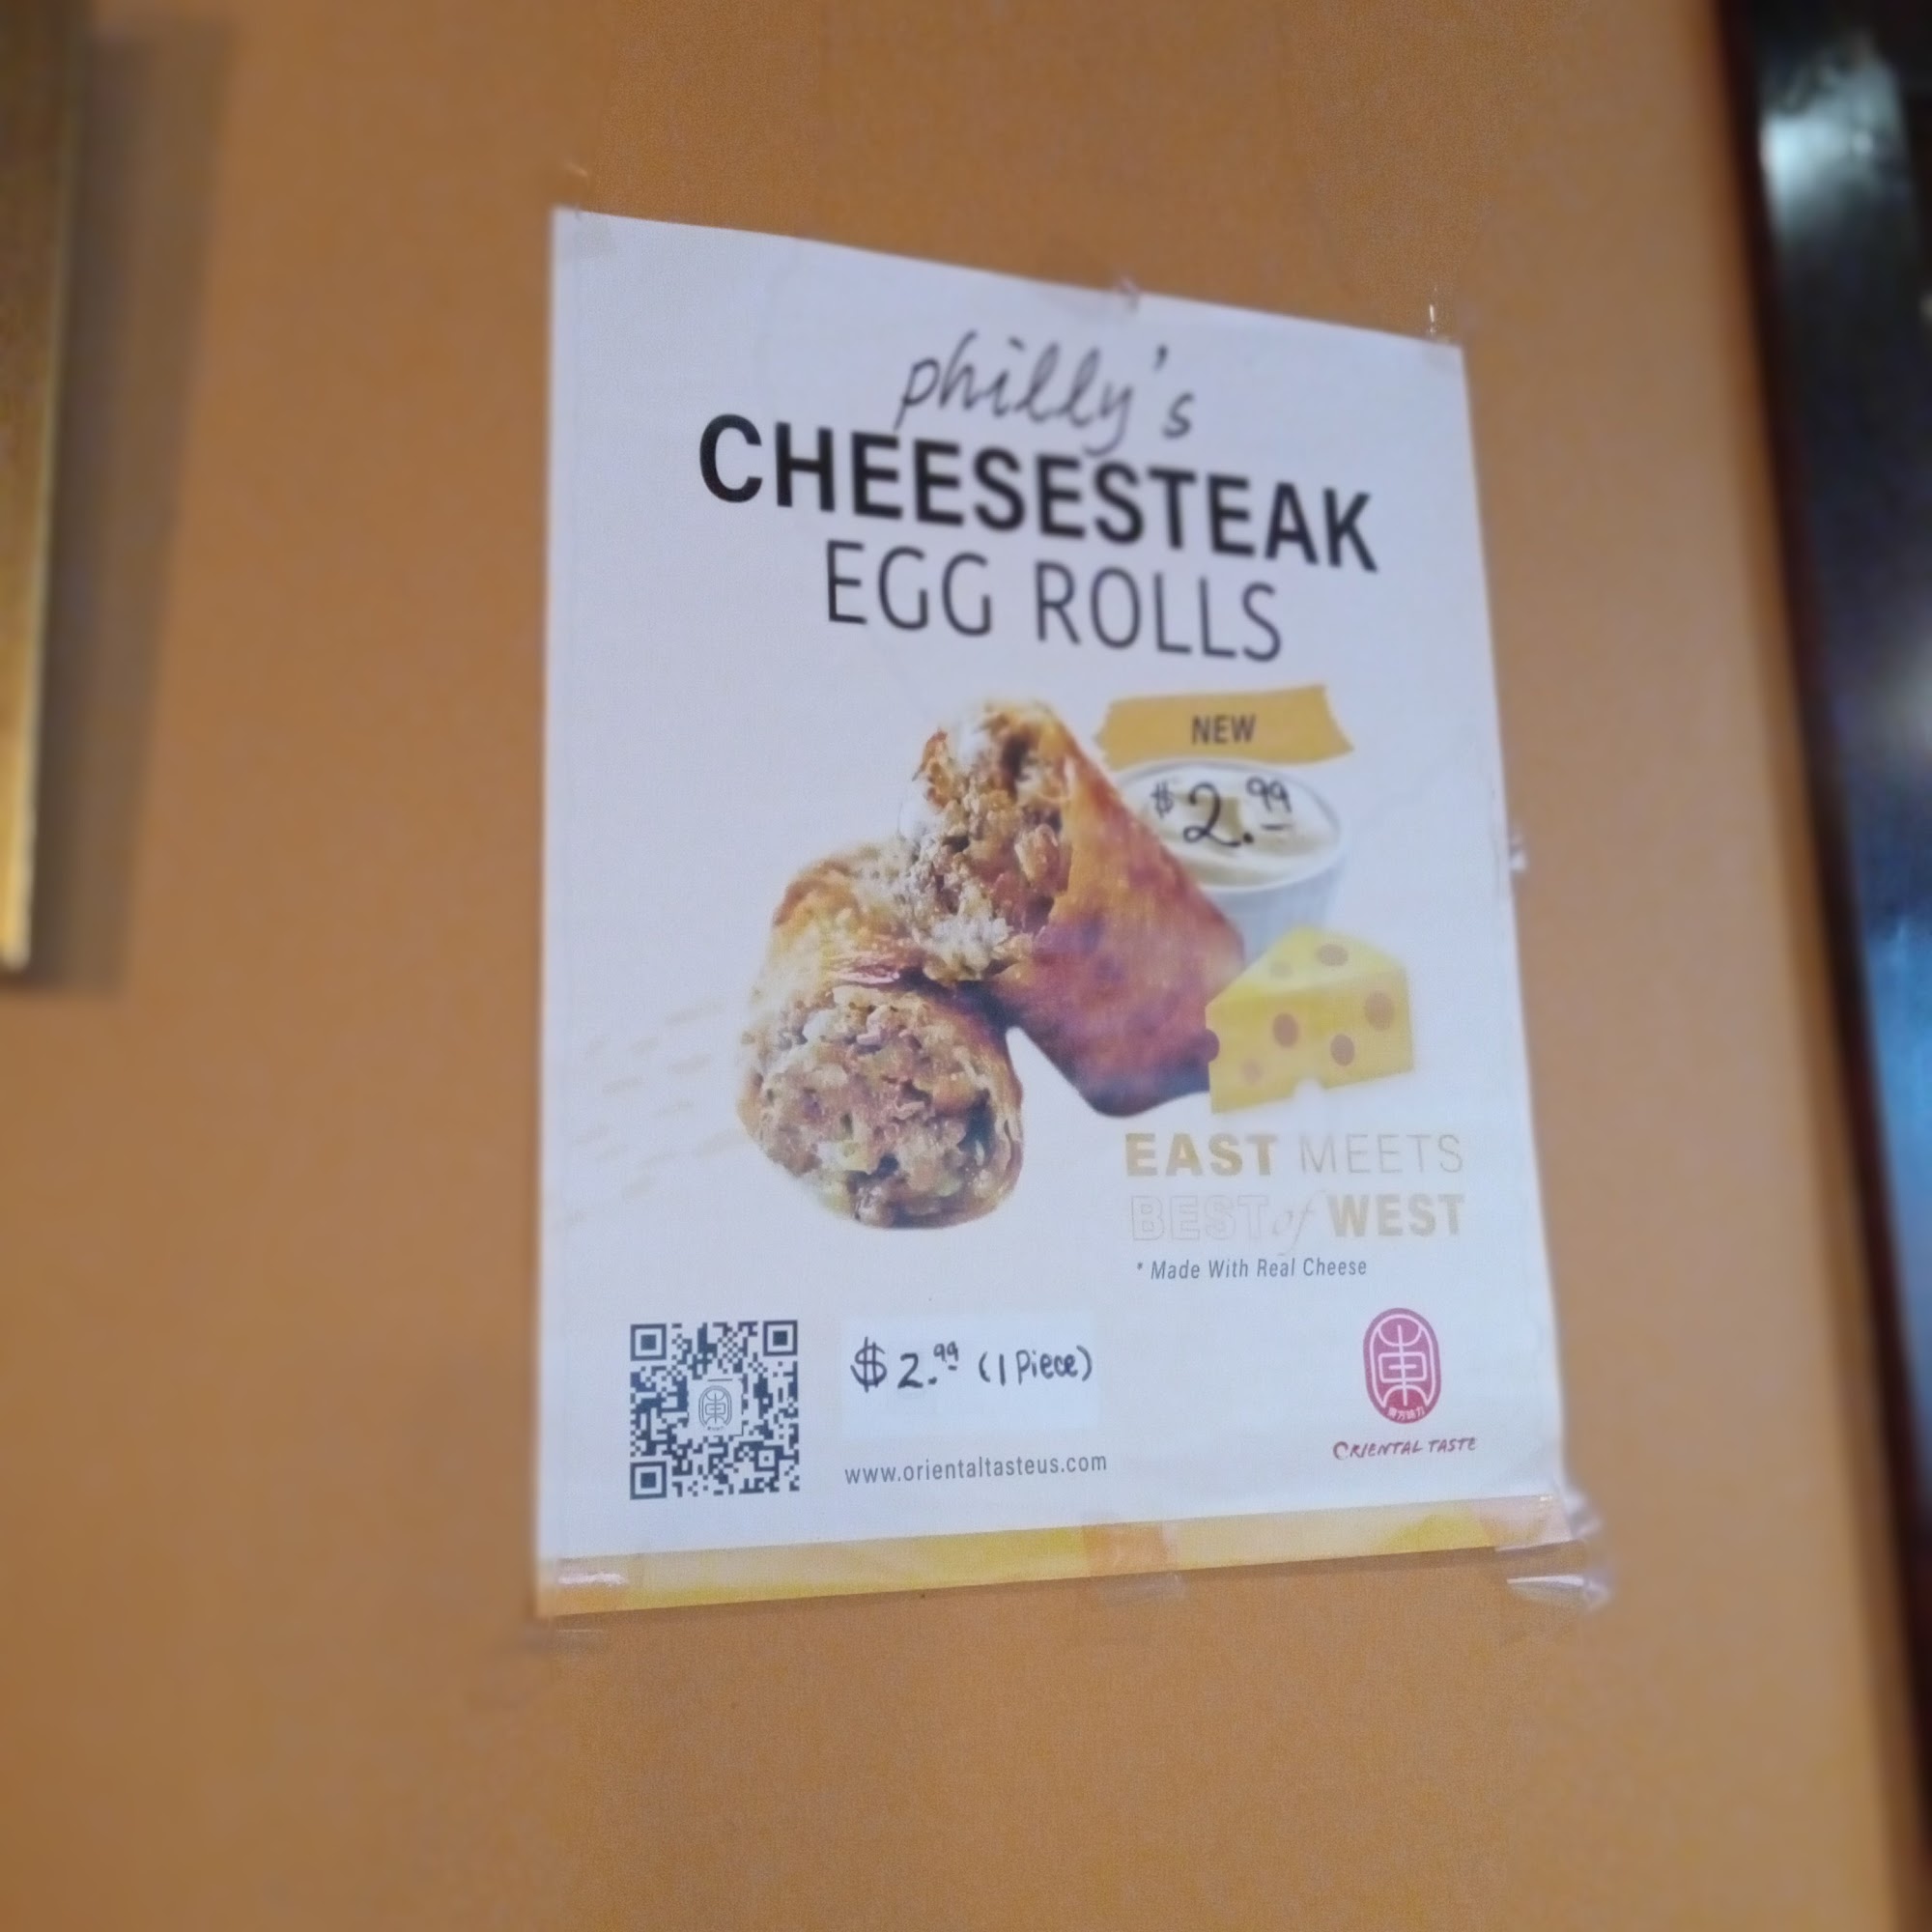 philly's
CHEESESTEAK
EGG ROLLS
NEW
$2.99
EAST MEETS
BEST of WEST
* Made With Real Cheese
$2.99 (1 Piece)
www.orientaltasteus.com
ORIENTAL TASTE